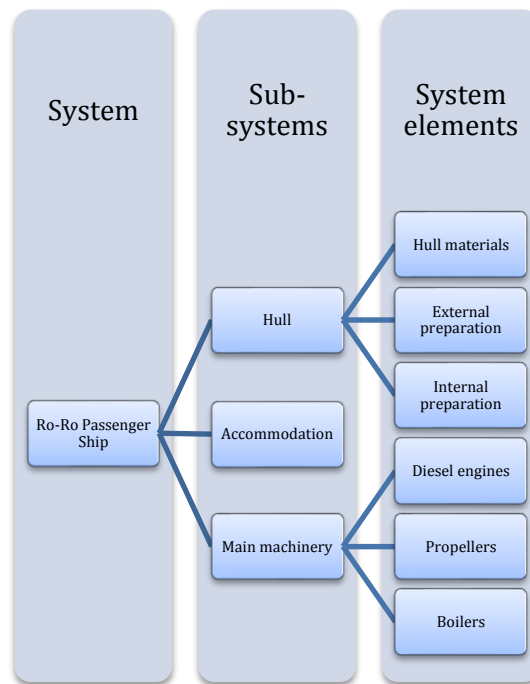 System
Sub-
systems
System
elements
Hull materials
External
preparation
Hull
Internal
preparation
Ro-Ro Passenger
Ship
Accommodation
Diesel engines
Main machinery
Propellers
Boilers